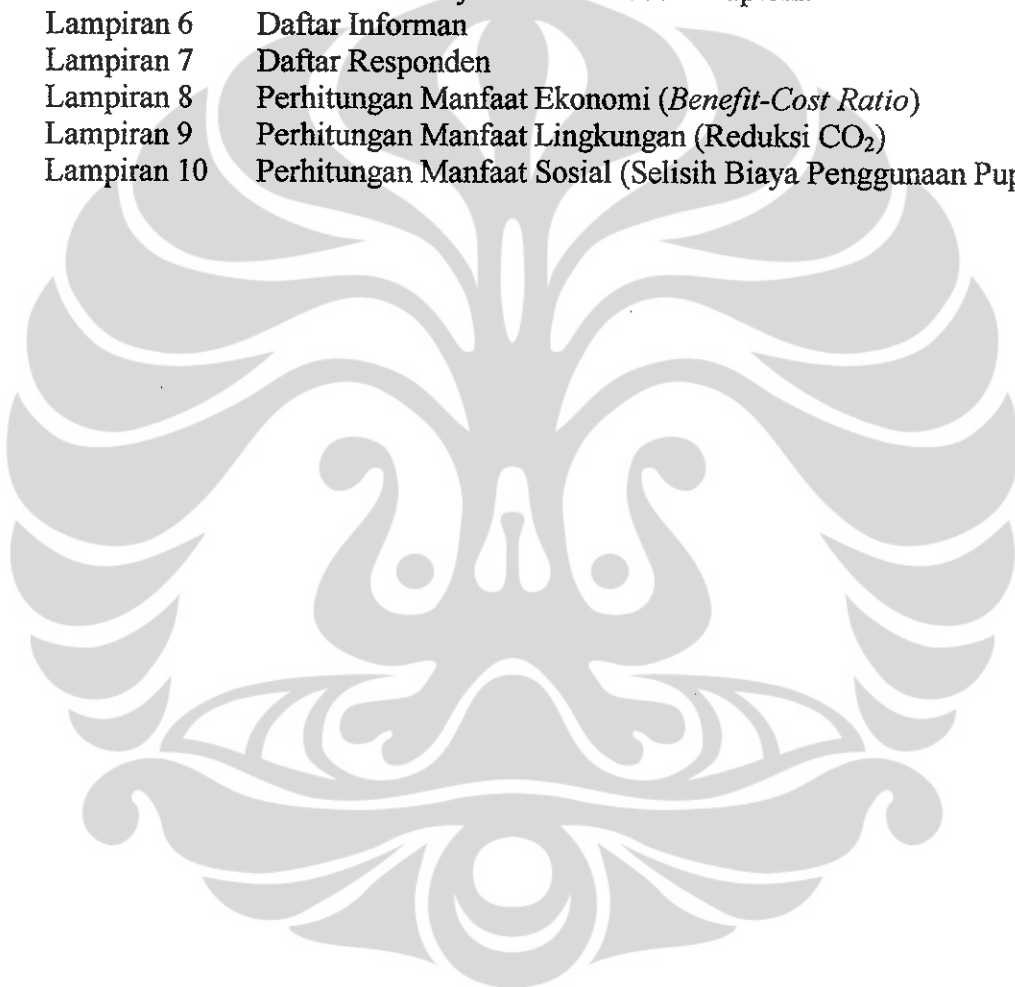 Lampiran 6 Daftar Informan
Lampiran 7 Daftar Responden
Lampiran 8 Perhitungan Manfaat Ekonomi (Benefit-Cost Ratio)
Lampiran 9 Perhitungan Manfaat Lingkungan (Reduksi CO₂)
Lampiran 10 Perhitungan Manfaat Sosial (Selisih Biaya Penggunaan Pup